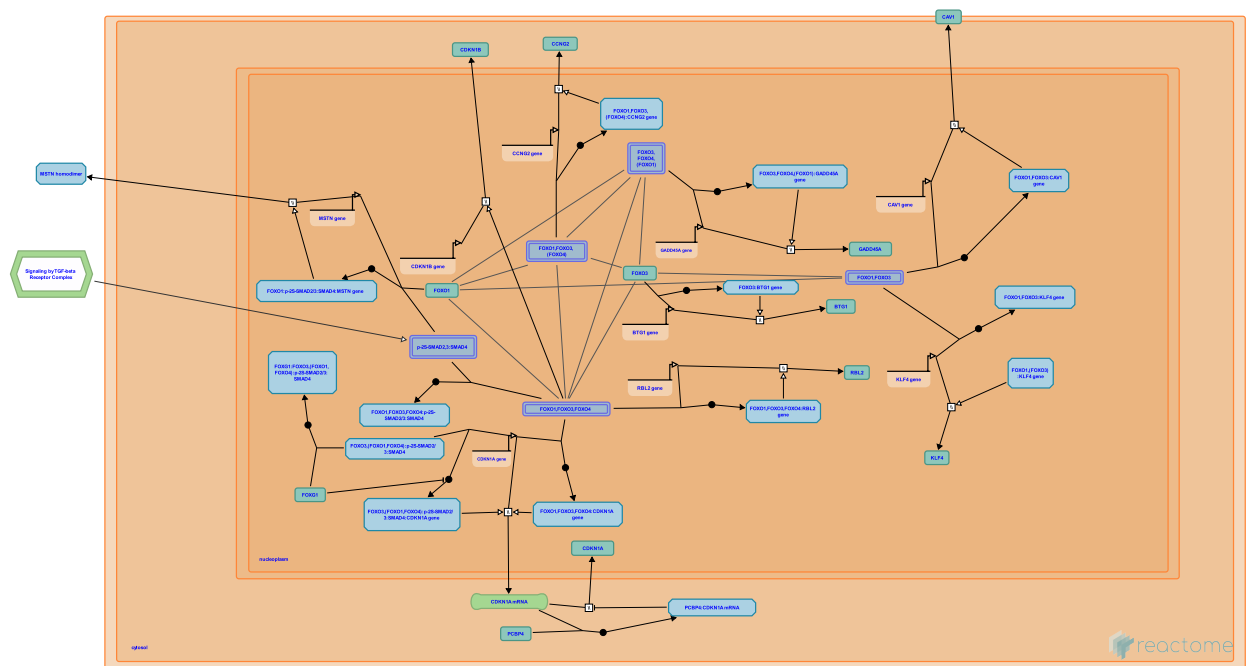 CAV1
CDKN1B
CCNG2
FOXO1,FOXO3,
(FOXO4):CCNG2 gene
CCNG2 gene
FOXO3,
FOXO4,
(FOXO1)
MSTN homodimer
FOXO3,FOXO4,(FOXO1):GADD45A
gene
FOXO1,FOXO3:CAV1
gene
CAV1 gene
MSTN gene
GADD45A gene
GADD45A
CDKN1B gene
FOXO1,FOXO3,
(FOXO4)
Signaling by TGF-beta
Receptor Complex
FOXO3
FOXO1,FOXO3
FOXO1:p-2S-SMAD2/3:SMAD4:MSTN gene
FOXO1
FOXO3:BTG1 gene
FOXO1,FOXO3:KLF4 gene
BTG1
BTG1 gene
p-2S-SMAD2,3:SMAD4
FOXG1:FOXO3,(FOXO1,
FOXO4):p-2S-SMAD2/3:
SMAD4
RBL2
RBL2 gene
KLF4 gene
FOXO1,(FOXO3)
:KLF4 gene
FOXO1,FOXO3,FOXO4:p-2S-
SMAD2/3:SMAD4
FOXO1,FOXO3,FOXO4
FOXO1,FOXO3,FOXO4:RBL2
gene
FOXO3,(FOXO1,FOXO4):p-2S-SMAD2/
3:SMAD4
CDKN1A gene
KLF4
FOXG1
FOXO3,(FOXO1,FOXO4):p-2S-SMAD2/
3:SMAD4:CDKN1A gene
FOXO1,FOXO3,FOXO4:CDKN1A
gene
CDKN1A
nucleoplasm
CDKN1A mRNA
PCBP4:CDKN1A mRNA
PCBP4
cytosol
reactome